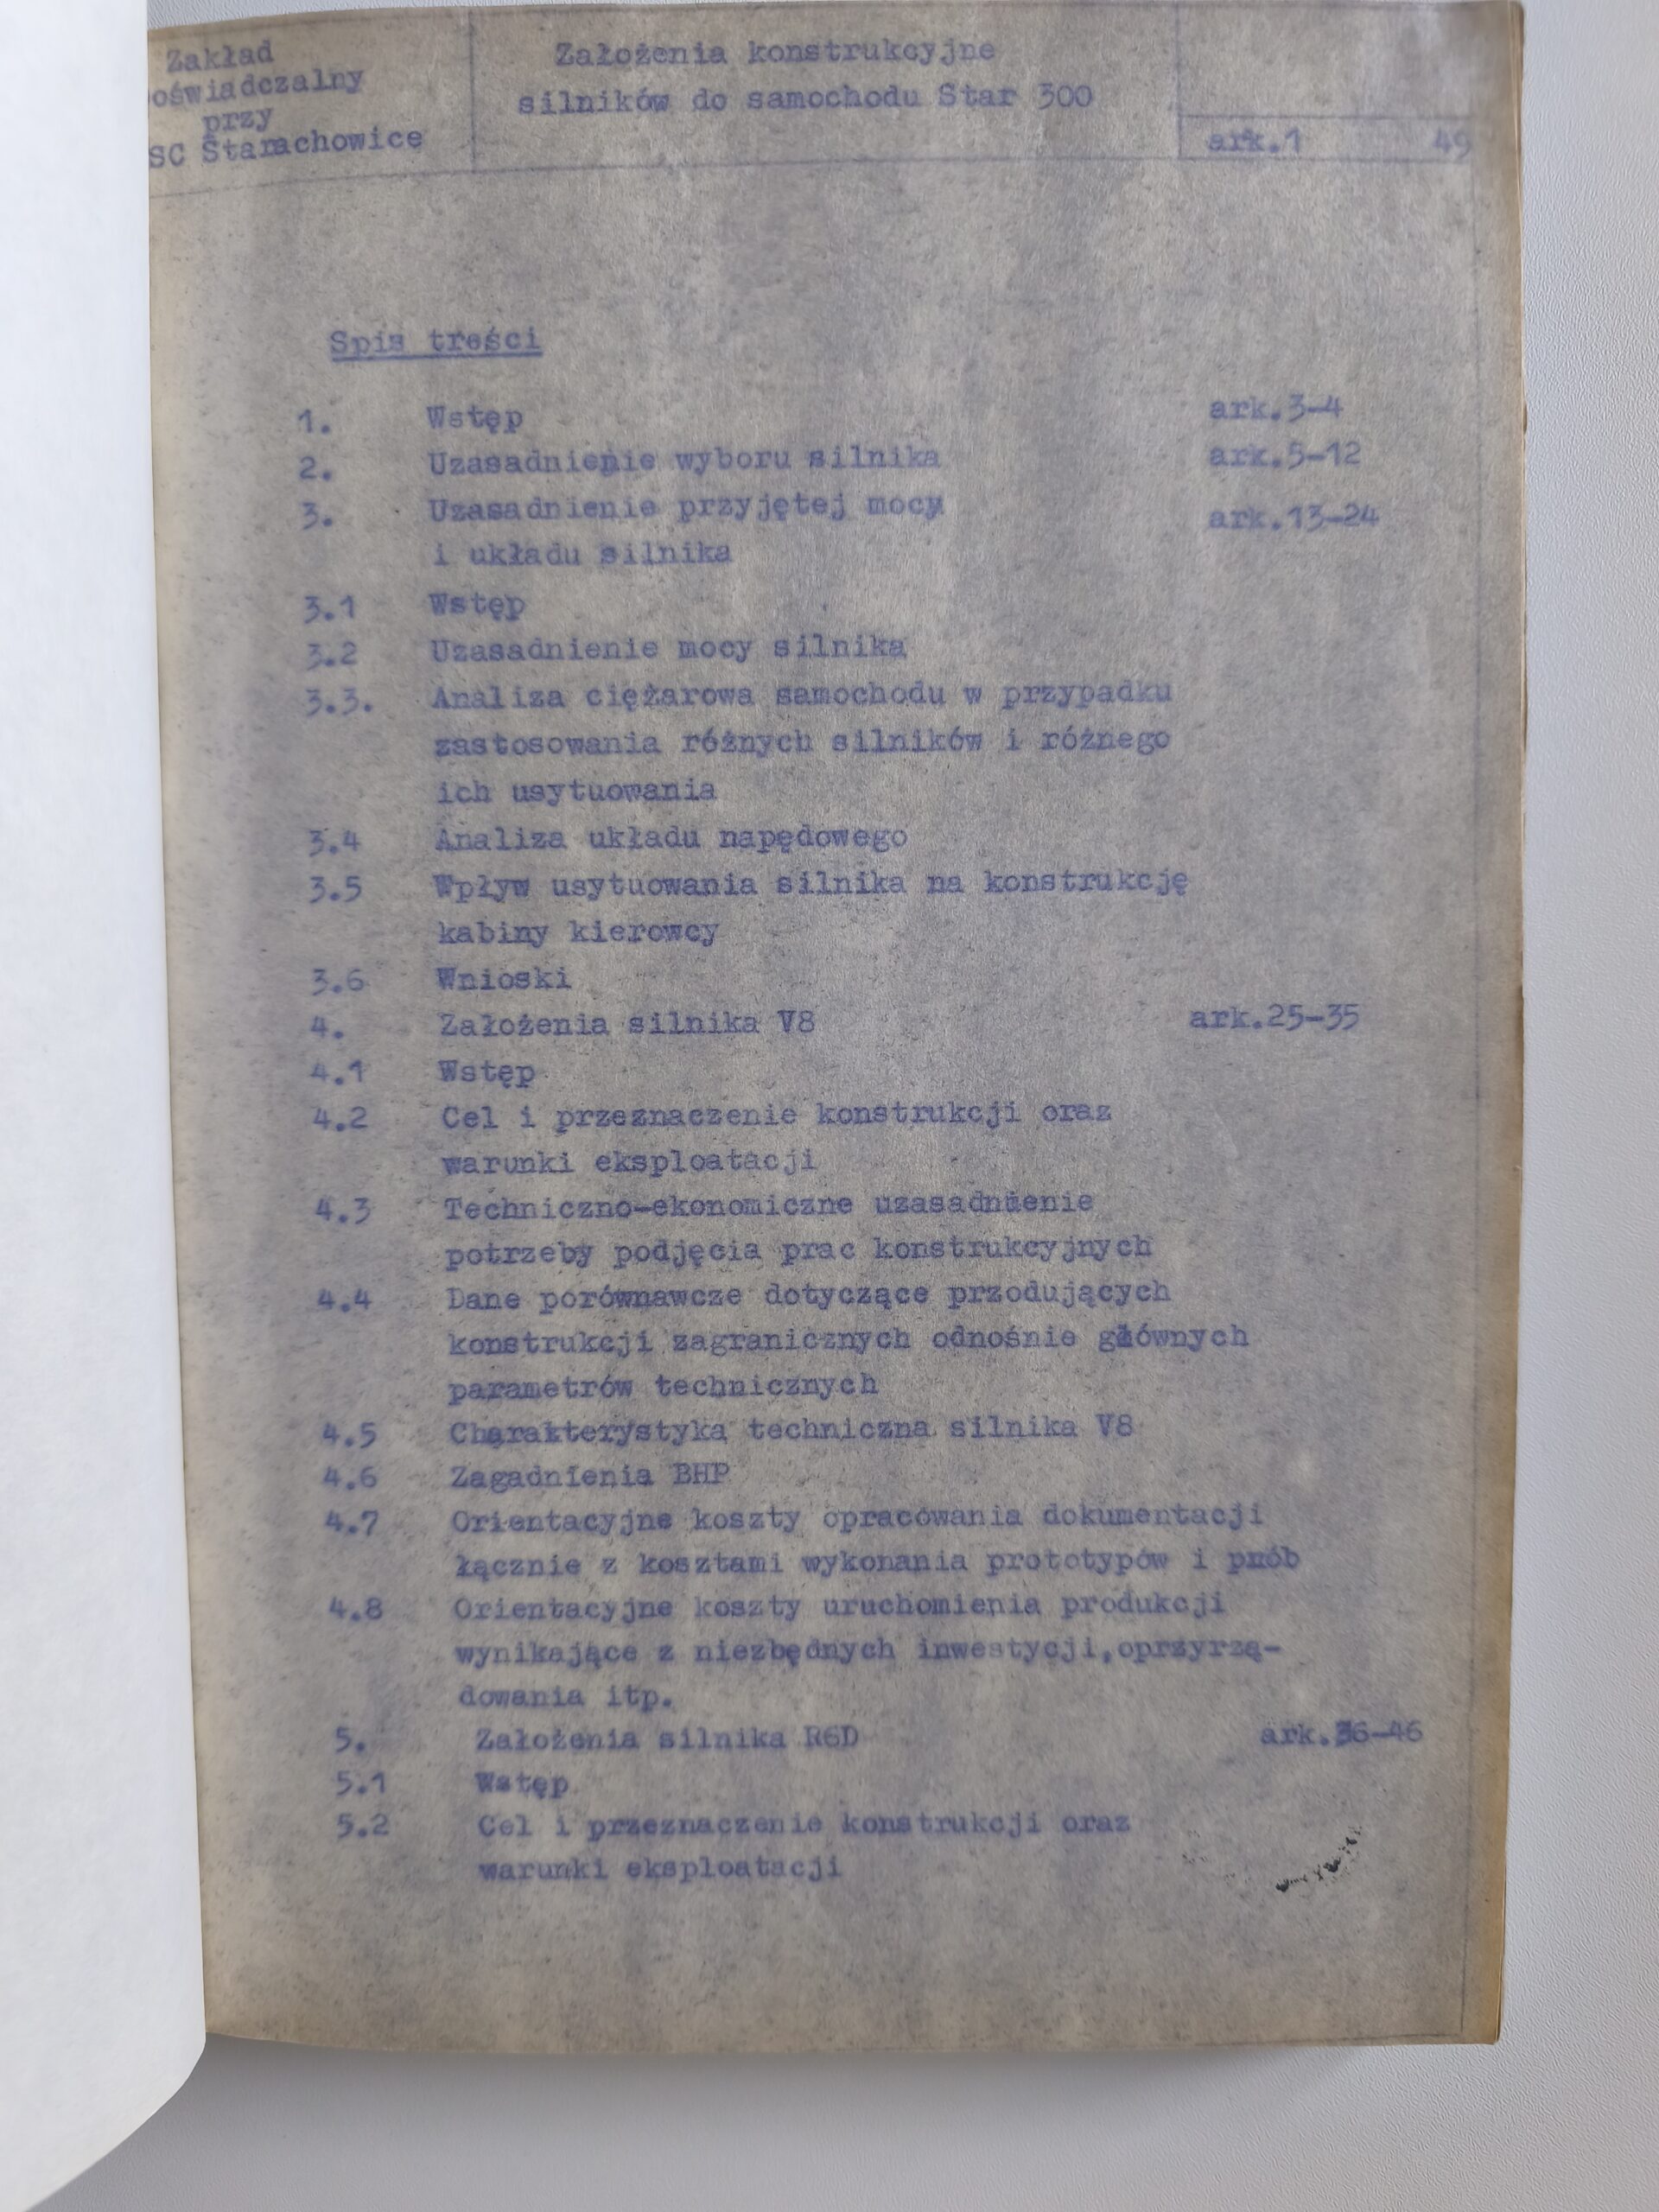 Zakład
oświadczalny
przy
SC Starachowice
Założenia konstrukcyjne
silników do samochodu Star 300
ark.1 49
Spis treści
1. Wstęp ark.3-4
2. Uzasadnienie wyboru silnika ark.5-12
3. Uzasadnienie przyjętej mocy ark.13-24
i układu silnika
3.1 Wstęp
3.2 Uzasadnienie mocy silnika
3.3. Analiza ciężarowa samochodu w przypadku
zastosowania różnych silników i różnego
ich usytuowania
3.4 Analiza układu napędowego
3.5 Wpływ usytuowania silnika na konstrukcję
kabiny kierowcy
3.6 Wnioski
4. Założenia silnika V8 ark.25-35
4.1 Wstęp
4.2 Cel i przeznaczenie konstrukcji oraz
warunki eksploatacji
4.3 Techniczno-ekonomiczne uzasadnienie
potrzeby podjęcia prac konstrukcyjnych
4.4 Dane porównawcze dotyczące przodujących
konstrukcji zagranicznych odnośnie głównych
parametrów technicznych
4.5 Charakterystyka techniczna silnika V8
4.6 Zagadnienia BHP
4.7 Orientacyjne koszty opracowania dokumentacji
łącznie z kosztami wykonania prototypów i prób
4.8 Orientacyjne koszty uruchomienia produkcji
wynikające z niezbędnych inwestycji,oprzyrzą-
dowania itp.
5. Założenia silnika R6D ark.36-46
5.1 Wstęp
5.2 Cel i przeznaczenie konstrukcji oraz
warunki eksploatacji